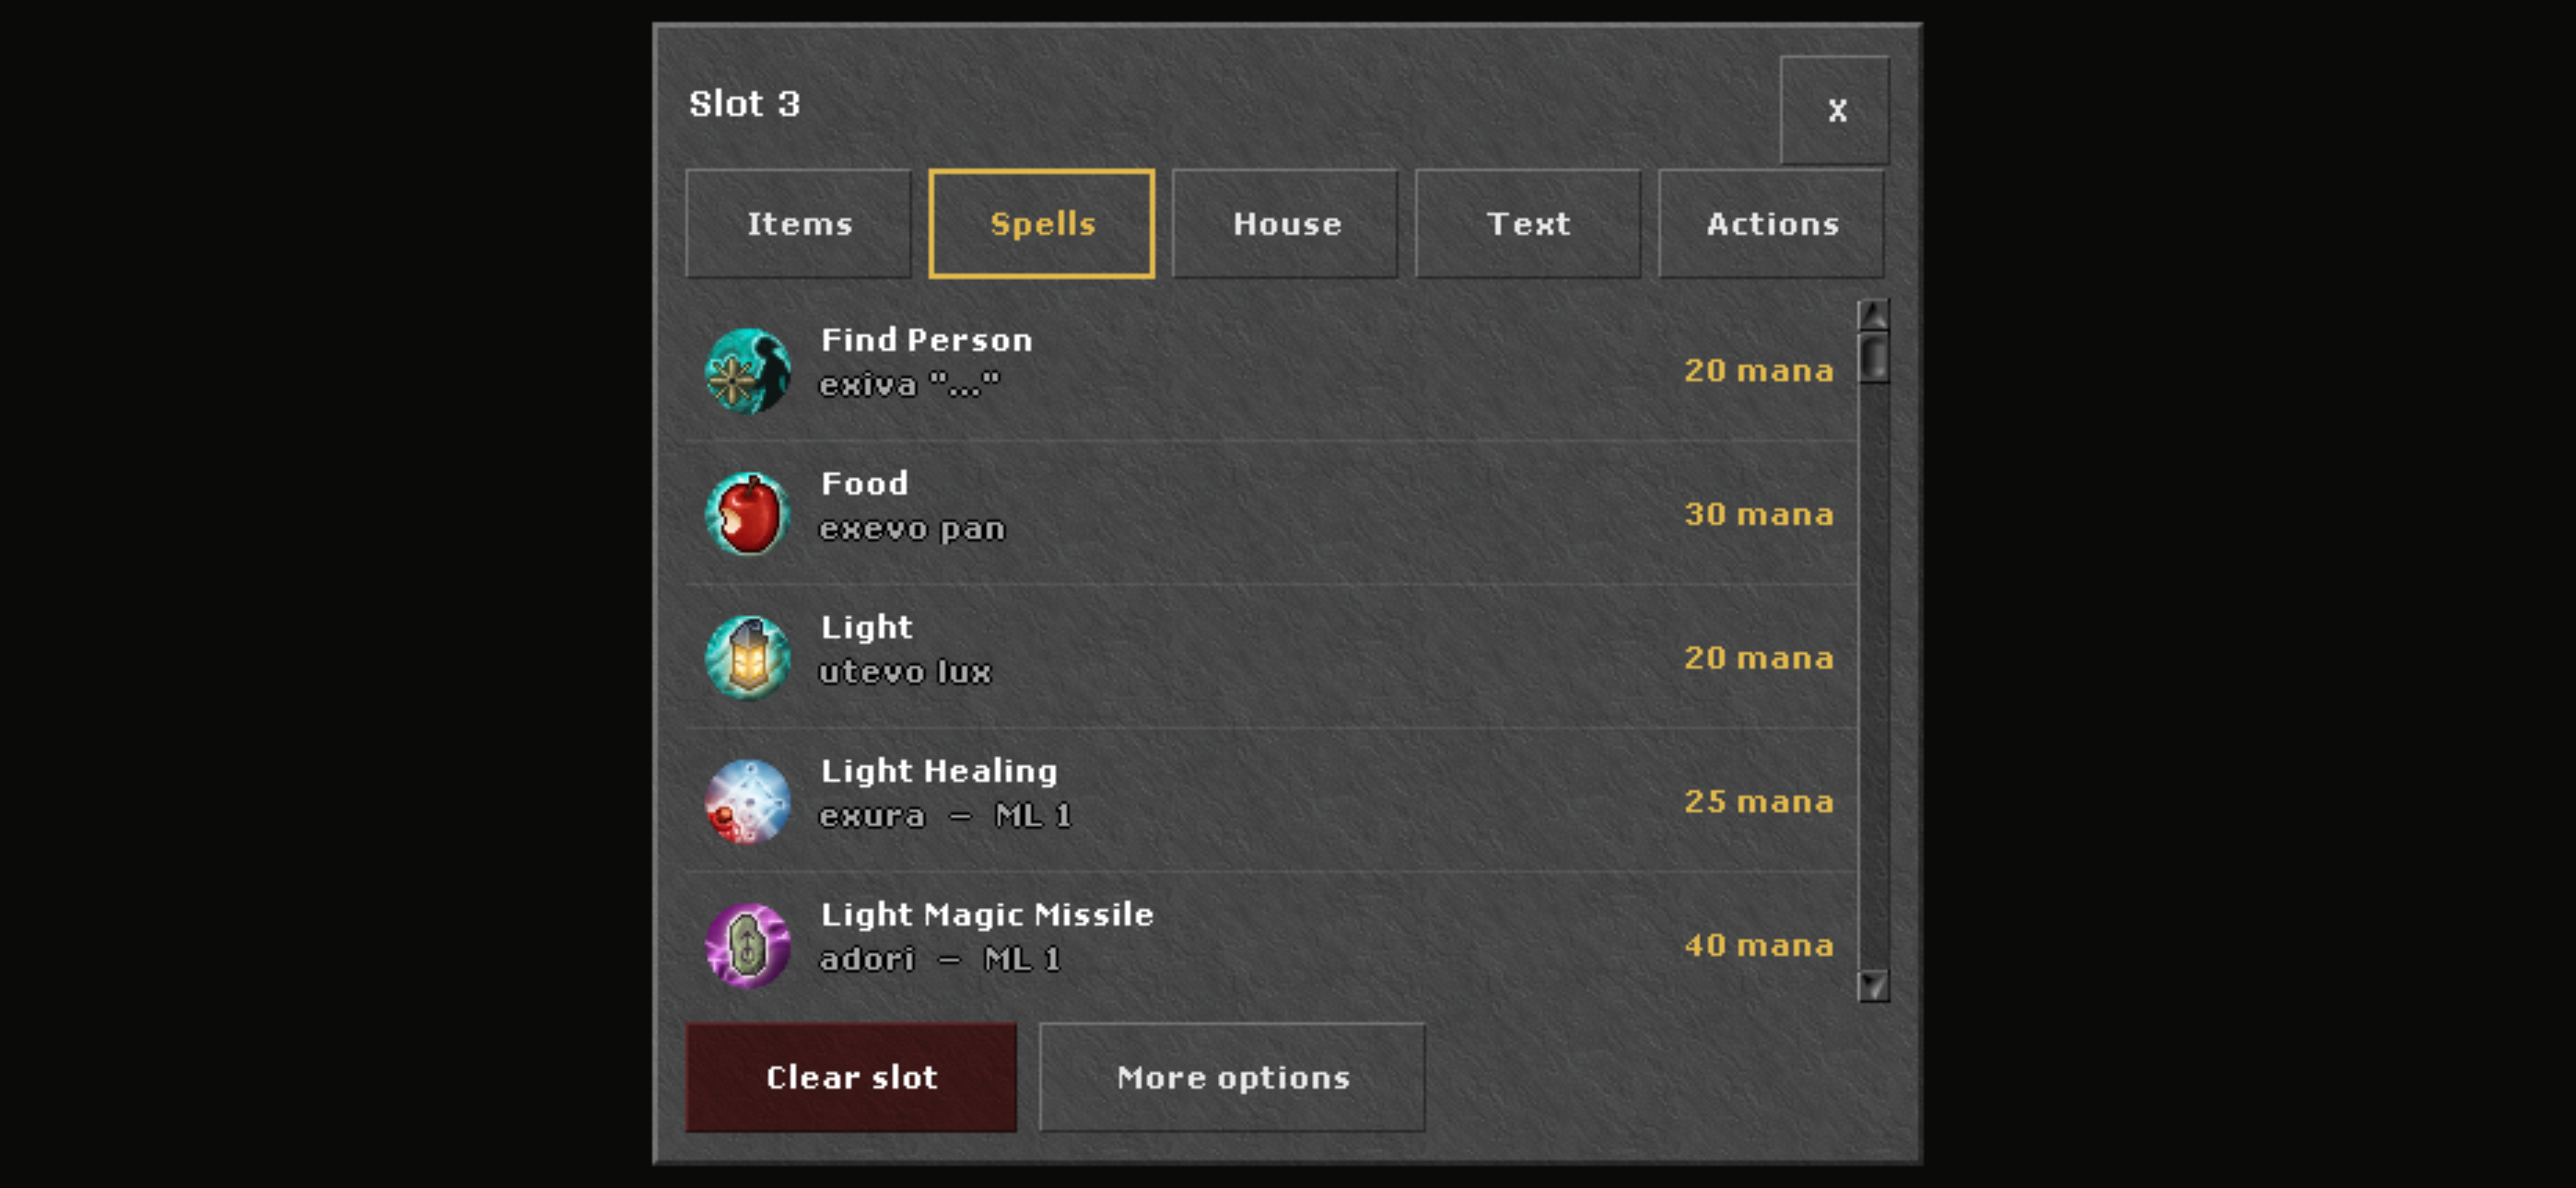 Slot 3
X
Items
Spells
House
Text
Actions
Find Person
exiva "..."
20 mana
Food
exevo pan
30 mana
Light
utevo lux
20 mana
Light Healing
exura – ML 1
25 mana
Light Magic Missile
adori – ML 1
40 mana
Clear slot
More options